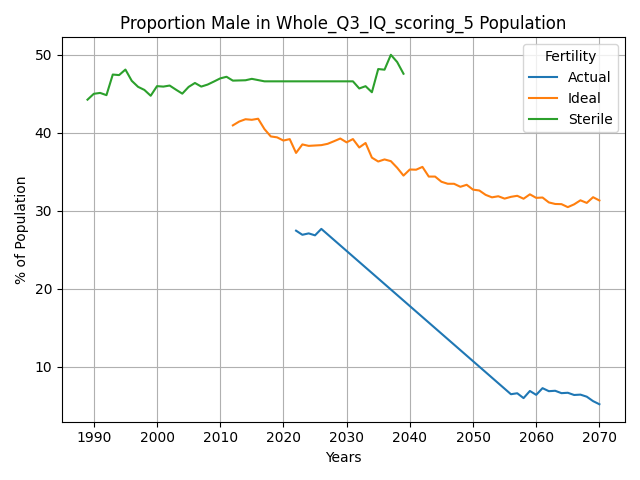 Proportion Male in Whole_Q3_IQ_scoring_5 Population
Fertility
Actual
Ideal
Sterile
% of Population
50
40
30
20
10
1990 2000 2010 2020 2030 2040 2050 2060 2070
Years